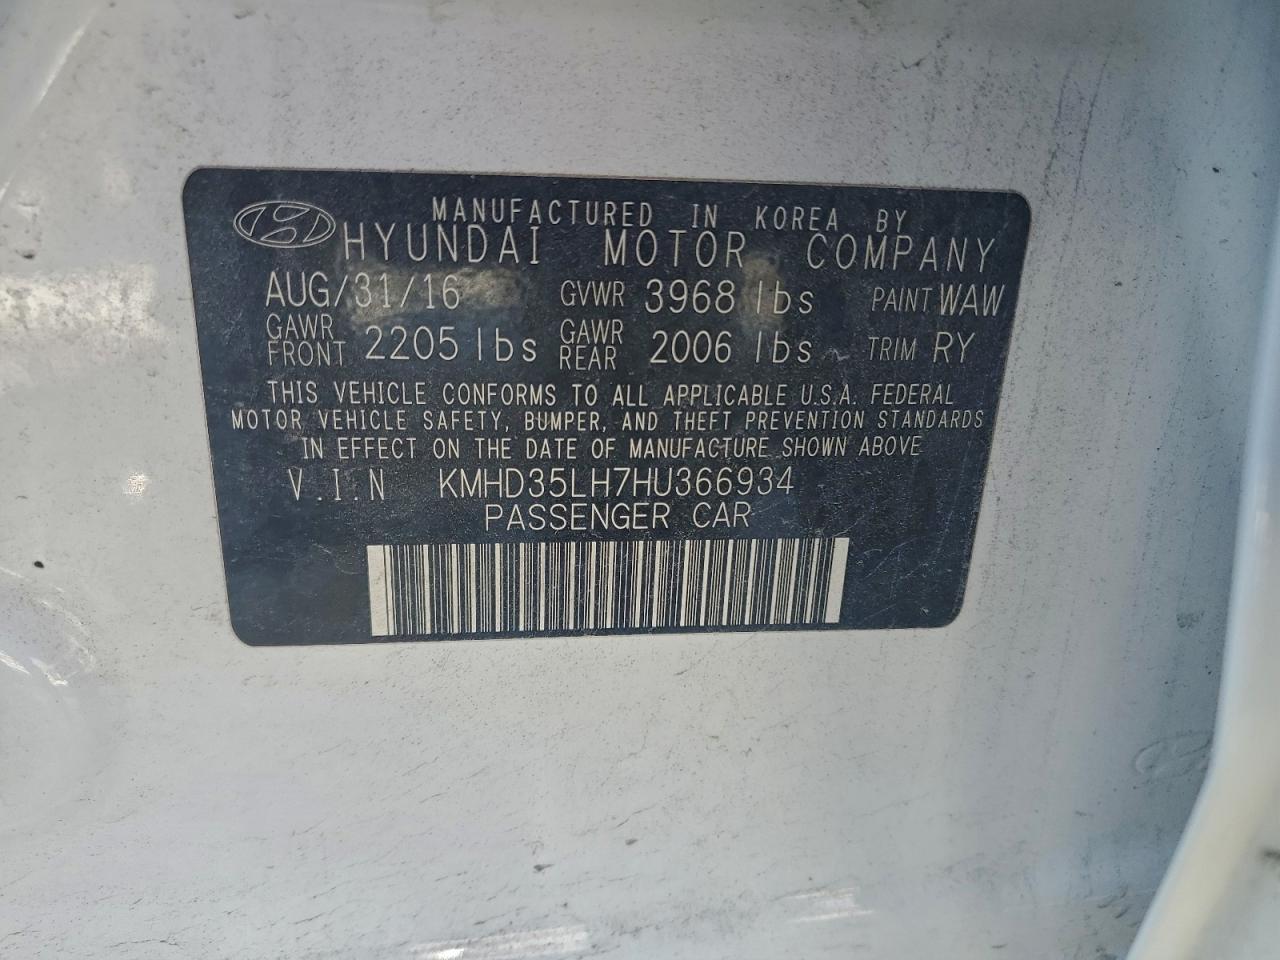 MANUFACTURED IN KOREA BY
HYUNDAI MOTOR COMPANY
AUG/31/16 GVWR 3968 lbs PAINT WAW
GAWR FRONT 2205 lbs GAWR REAR 2006 lbs TRIM RY
THIS VEHICLE CONFORMS TO ALL APPLICABLE U.S.A. FEDERAL
MOTOR VEHICLE SAFETY, BUMPER, AND THEFT PREVENTION STANDARDS
IN EFFECT ON THE DATE OF MANUFACTURE SHOWN ABOVE
V.I.N KMHD35LH7HU366934
PASSENGER CAR